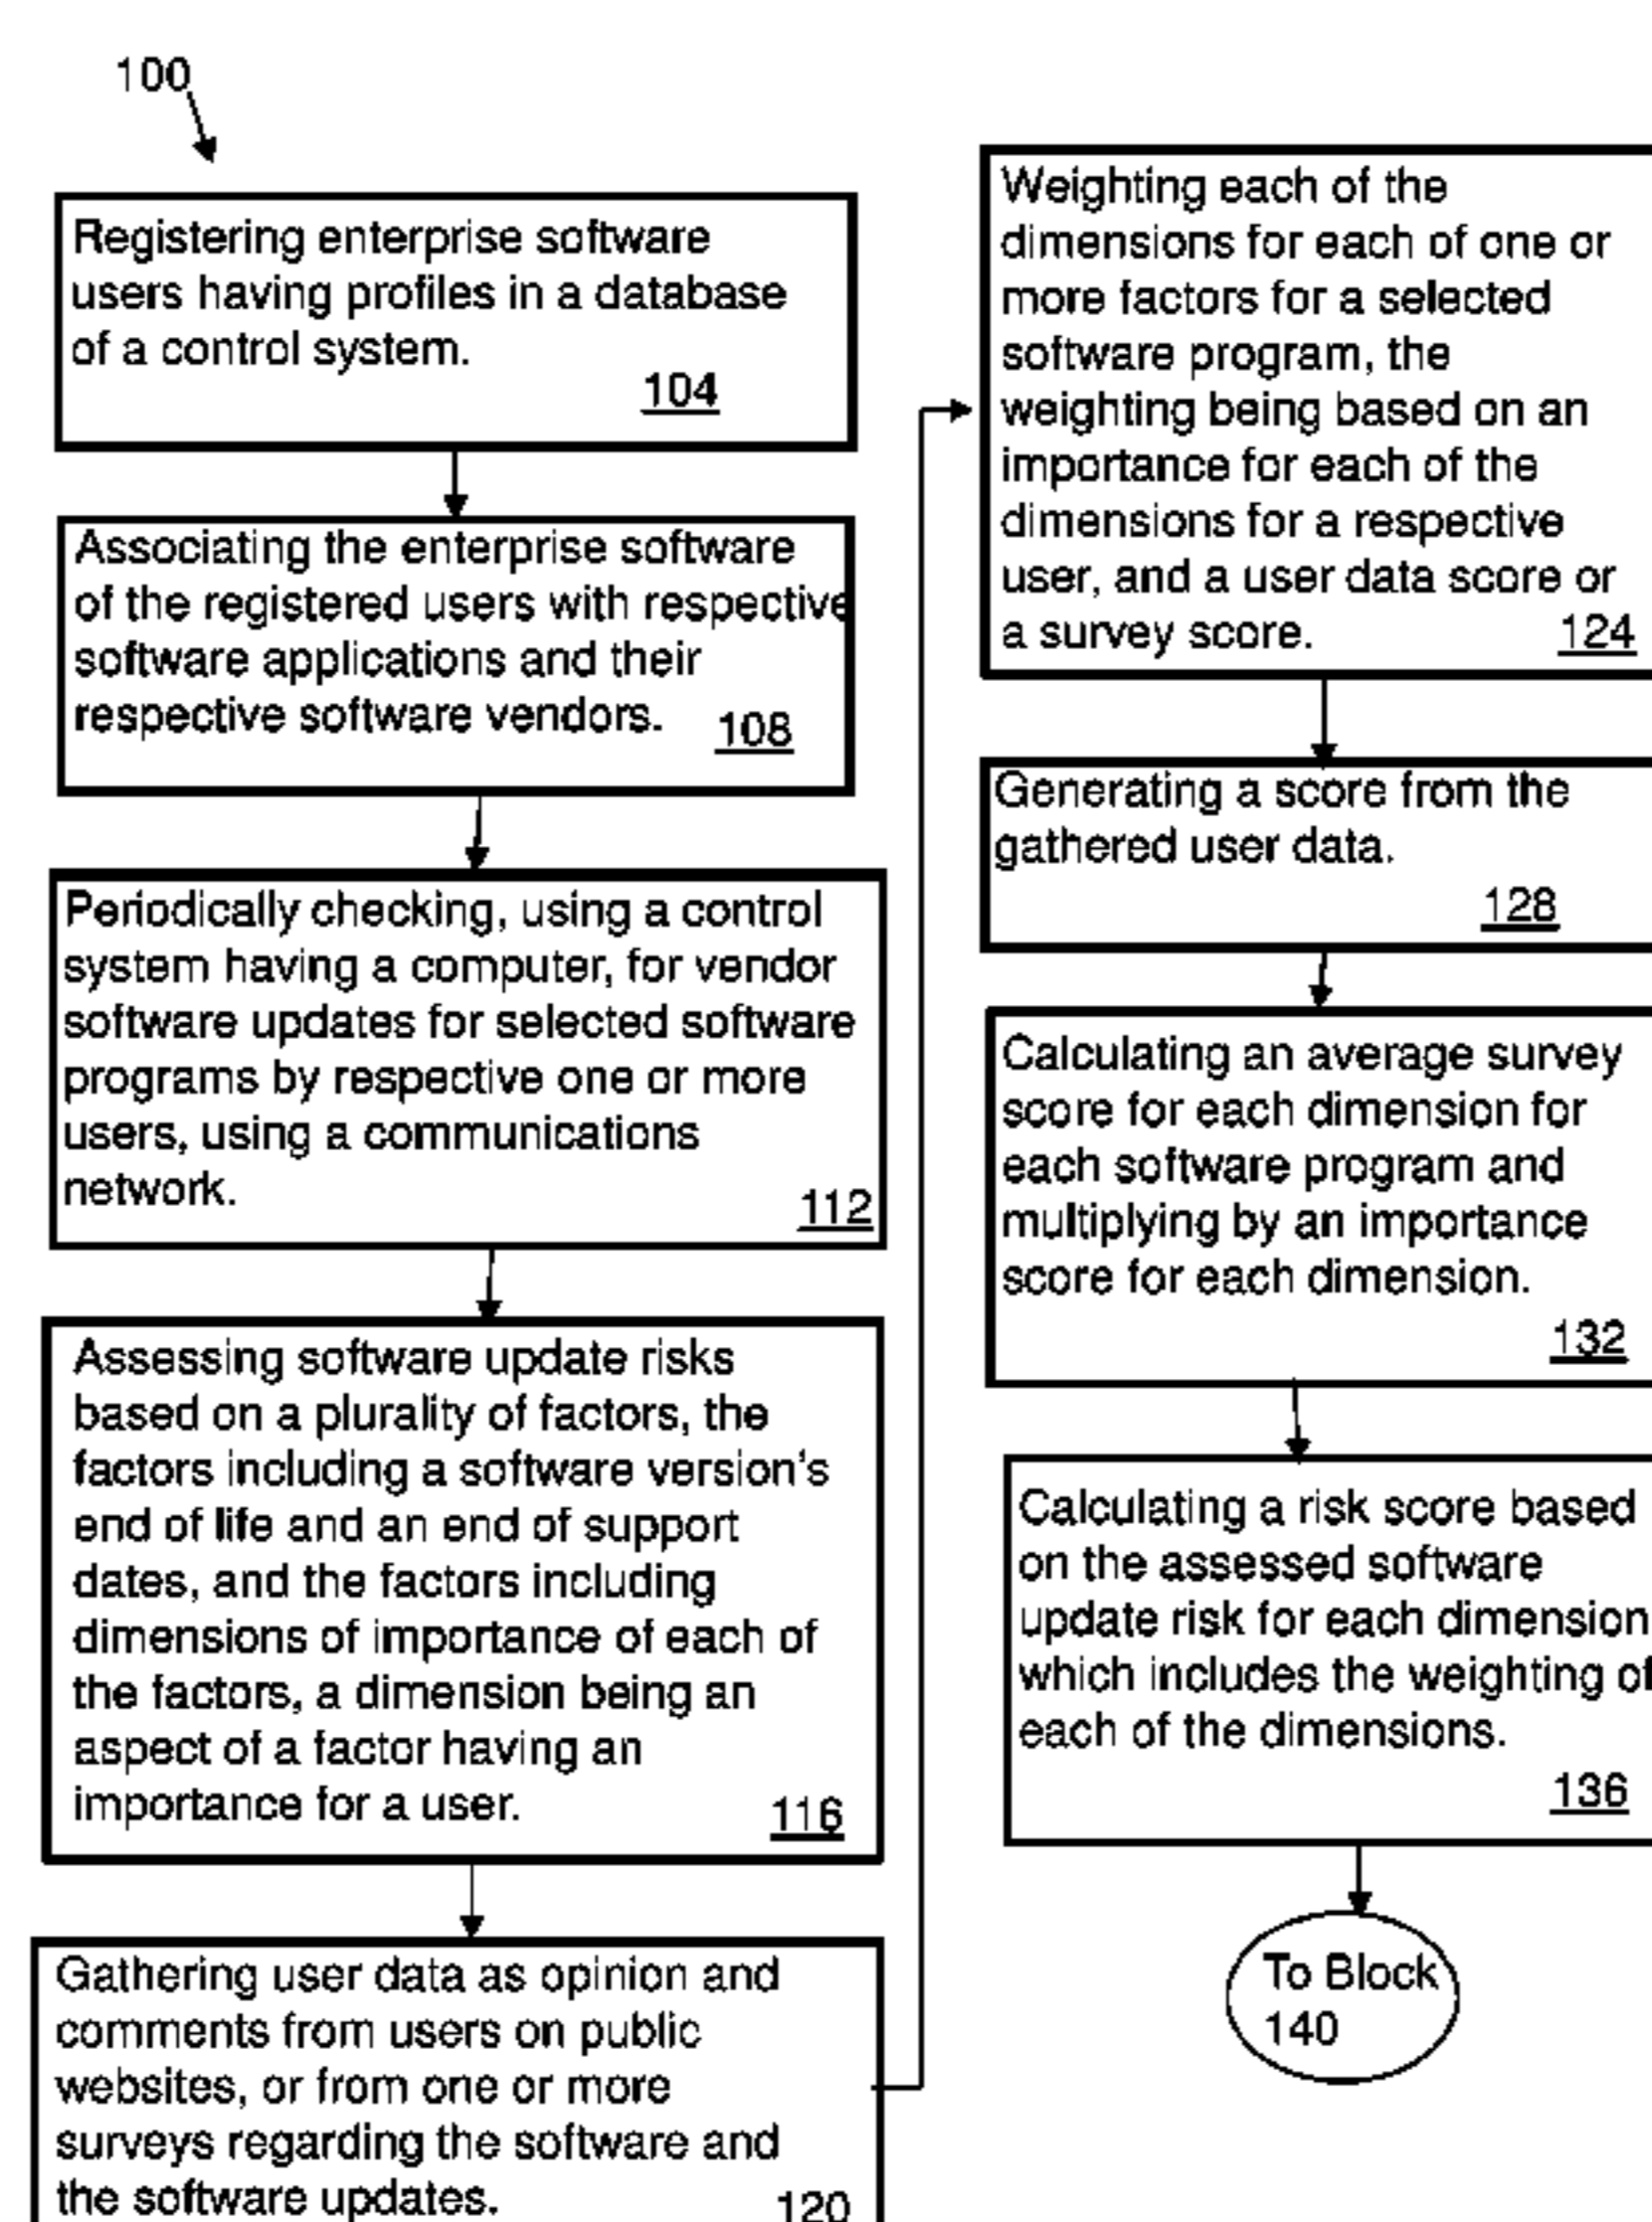 100
Registering enterprise software
users having profiles in a database
of a control system.
104
Associating the enterprise software
of the registered users with respective
software applications and their
respective software vendors.
108
Periodically checking, using a control
system having a computer, for vendor
software updates for selected software
programs by respective one or more
users, using a communications
network.
112
Assessing software update risks
based on a plurality of factors, the
factors including a software version's
end of life and an end of support
dates, and the factors including
dimensions of importance of each of
the factors, a dimension being an
aspect of a factor having an
importance for a user.
116
Gathering user data as opinion and
comments from users on public
websites, or from one or more
surveys regarding the software and
the software updates.
120
Weighting each of the
dimensions for each of one or
more factors for a selected
software program, the
weighting being based on an
importance for each of the
dimensions for a respective
user, and a user data score or
a survey score.
124
Generating a score from the
gathered user data.
128
Calculating an average survey
score for each dimension for
each software program and
multiplying by an importance
score for each dimension.
132
Calculating a risk score based
on the assessed software
update risk for each dimension
which includes the weighting of
each of the dimensions.
136
To Block
140